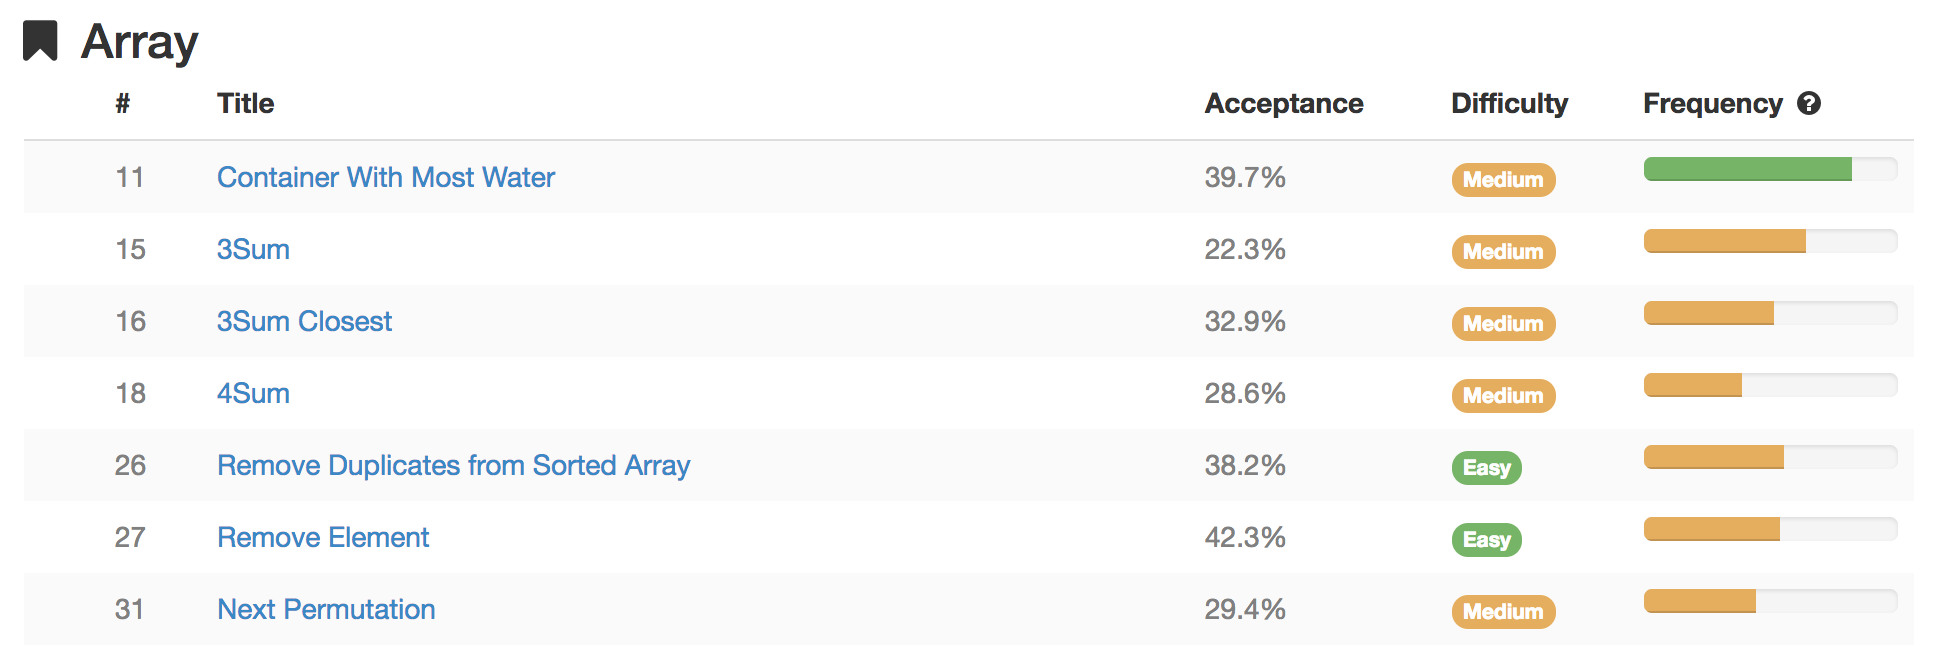 Array
# Title Acceptance Difficulty Frequency ?
11 Container With Most Water 39.7% Medium
15 3Sum 22.3% Medium
16 3Sum Closest 32.9% Medium
18 4Sum 28.6% Medium
26 Remove Duplicates from Sorted Array 38.2% Easy
27 Remove Element 42.3% Easy
31 Next Permutation 29.4% Medium